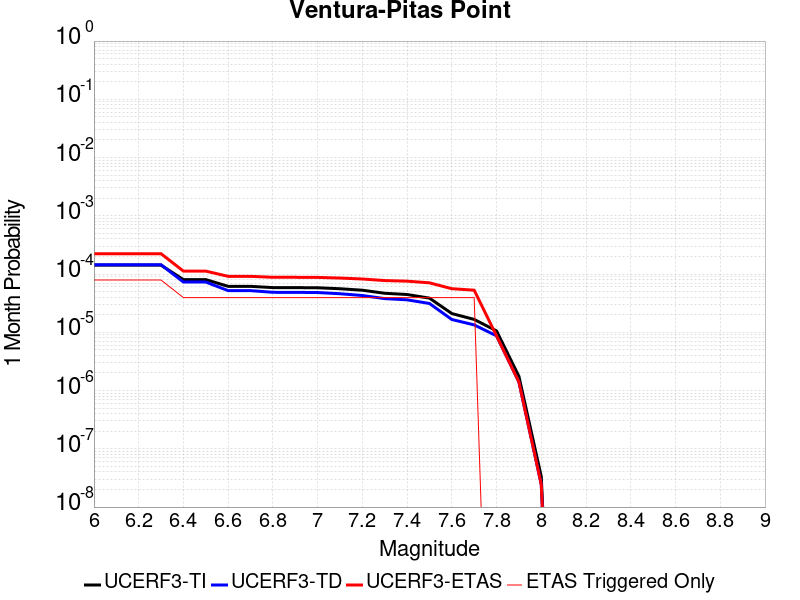 Ventura-Pitas Point
10^0
10^-1
10^-2
10^-3
10^-4
10^-5
10^-6
10^-7
10^-8
1 Month Probability
6 6.2 6.4 6.6 6.8 7 7.2 7.4 7.6 7.8 8 8.2 8.4 8.6 8.8 9
Magnitude
UCERF3-TI UCERF3-TD UCERF3-ETAS ETAS Triggered Only